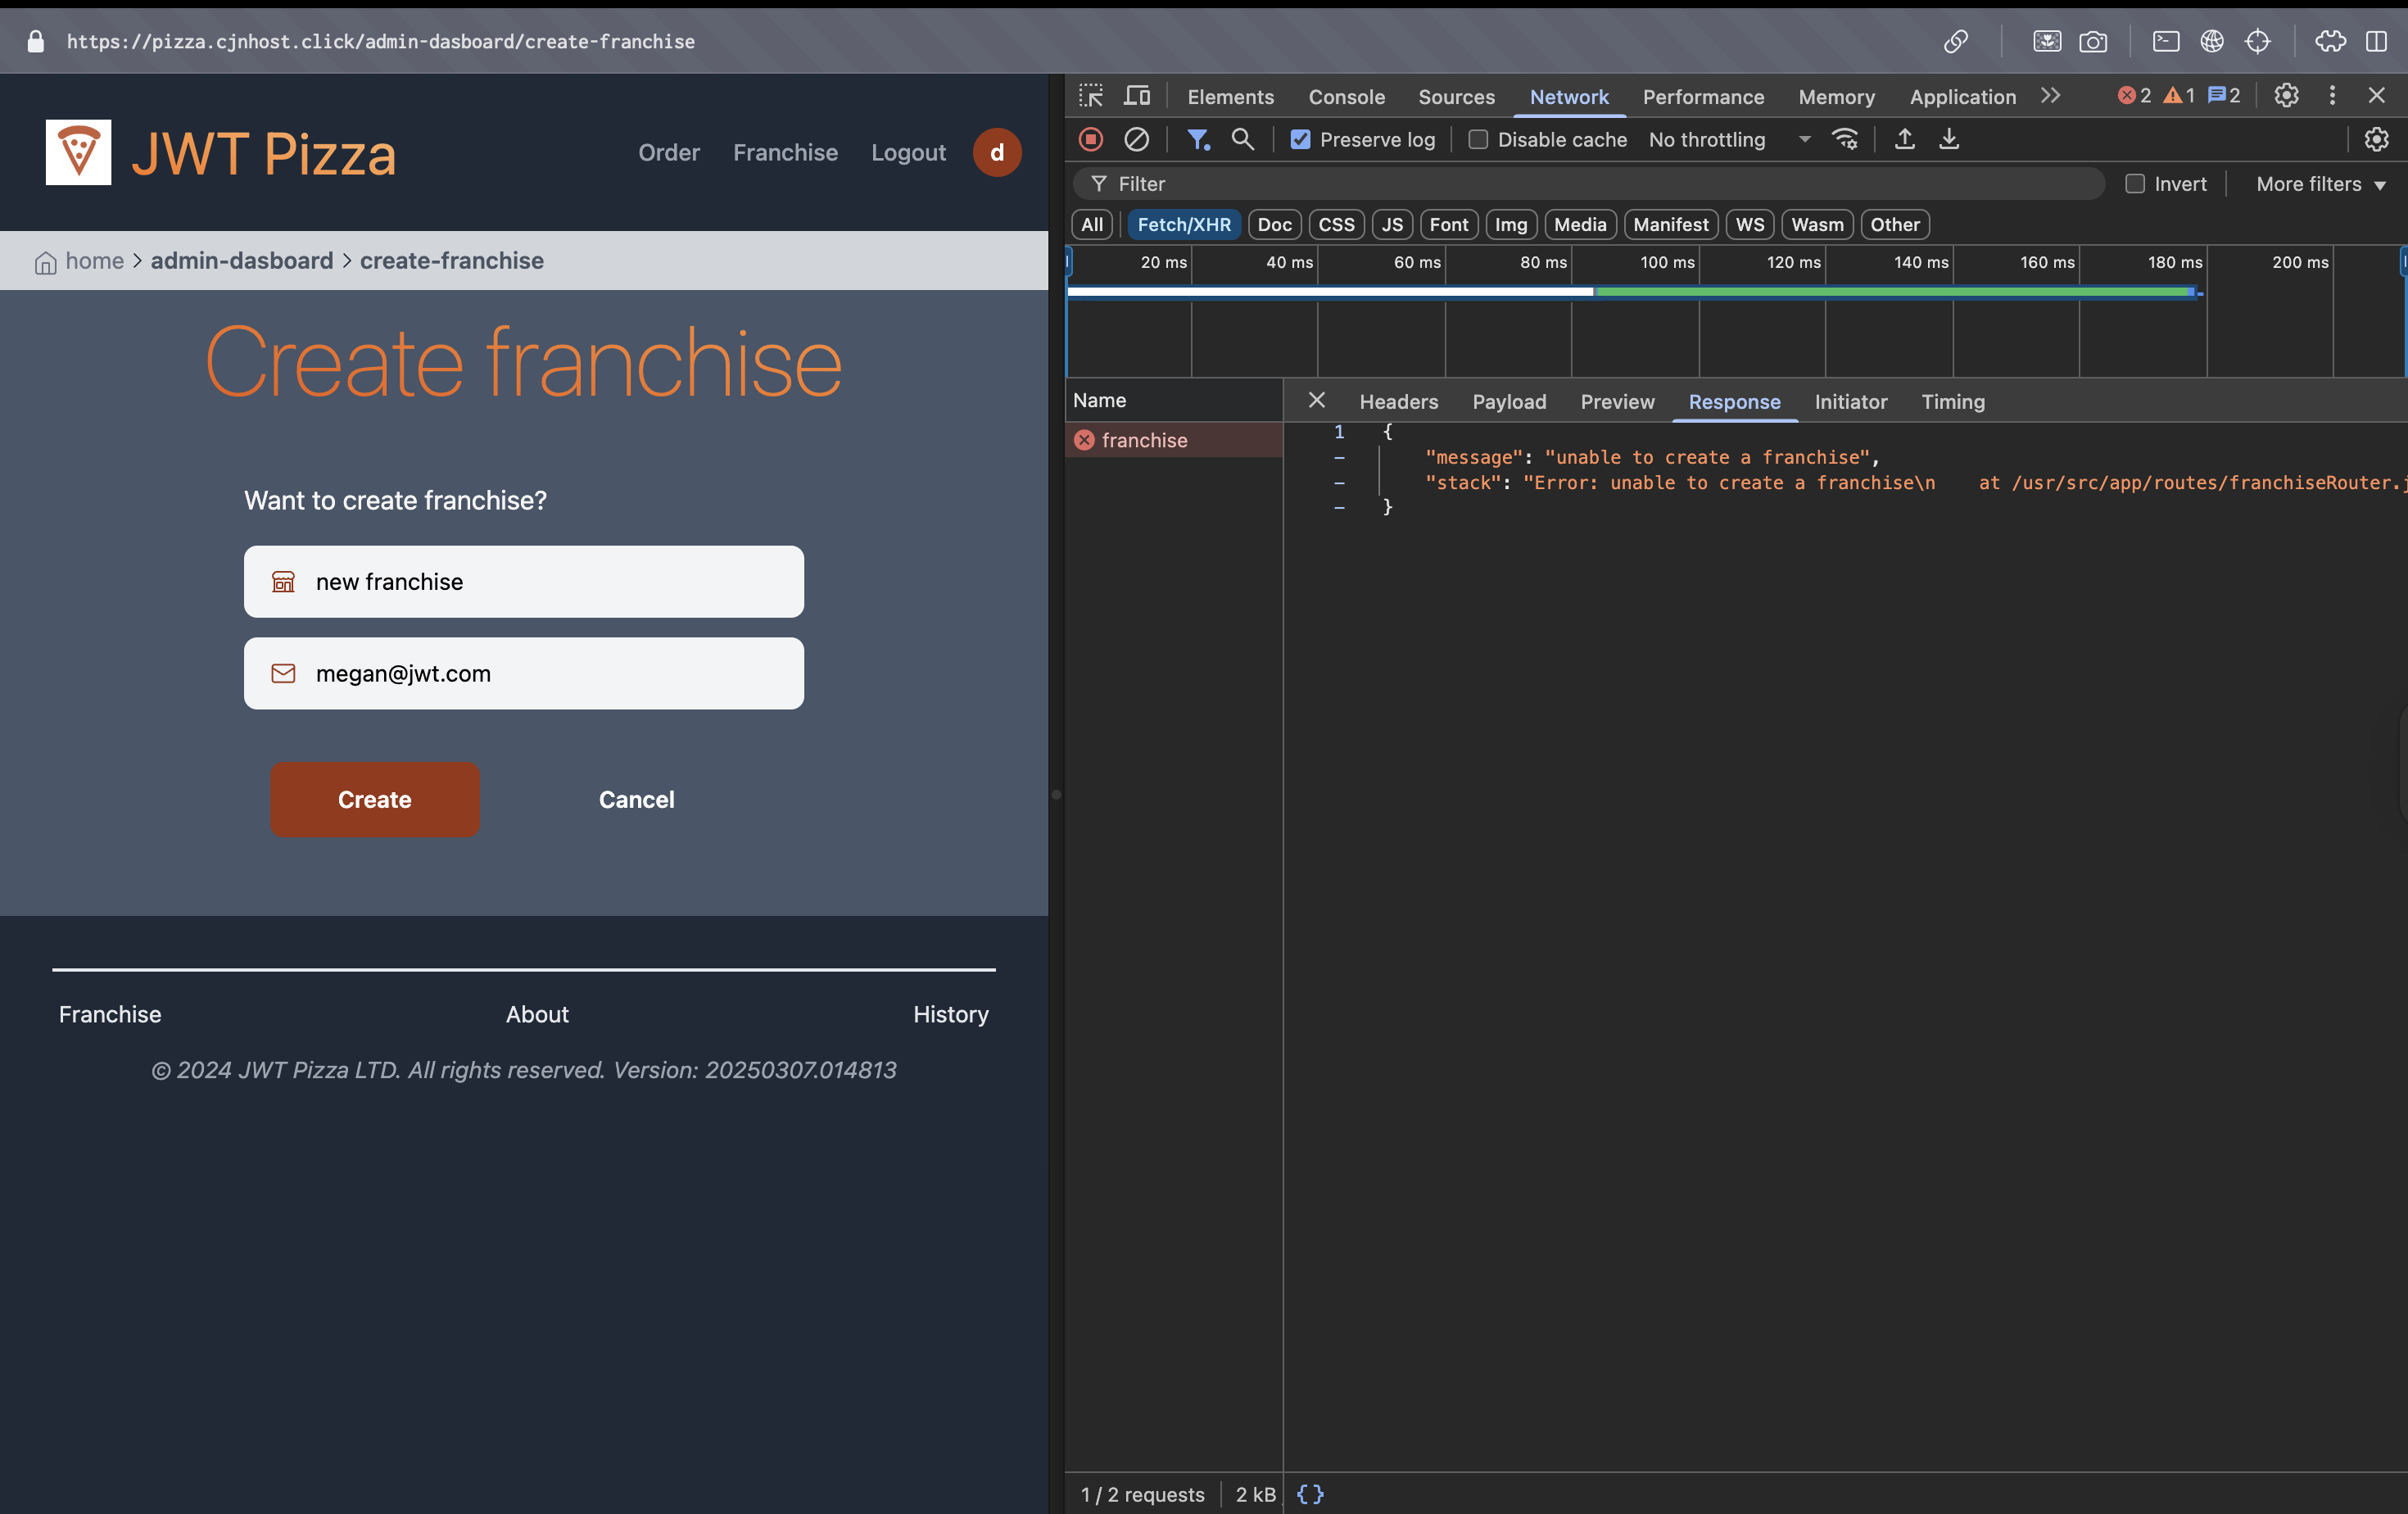 https://pizza.cjnhost.click/admin-dasboard/create-franchise
JWT Pizza
Order Franchise Logout d
home > admin-dasboard > create-franchise
Create franchise
Want to create franchise?
new franchise
megan@jwt.com
Create Cancel
Franchise About History
© 2024 JWT Pizza LTD. All rights reserved. Version: 20250307.014813
Elements Console Sources Network Performance Memory Application 2 1 2
Preserve log Disable cache No throttling
Filter Invert More filters
All Fetch/XHR Doc CSS JS Font Img Media Manifest WS Wasm Other
20 ms 40 ms 60 ms 80 ms 100 ms 120 ms 140 ms 160 ms 180 ms 200 ms
Name Headers Payload Preview Response Initiator Timing
franchise
1 {
– "message": "unable to create a franchise",
– "stack": "Error: unable to create a franchise\n    at /usr/src/app/routes/franchiseRouter.j
– }
1 / 2 requests 2 kB {}